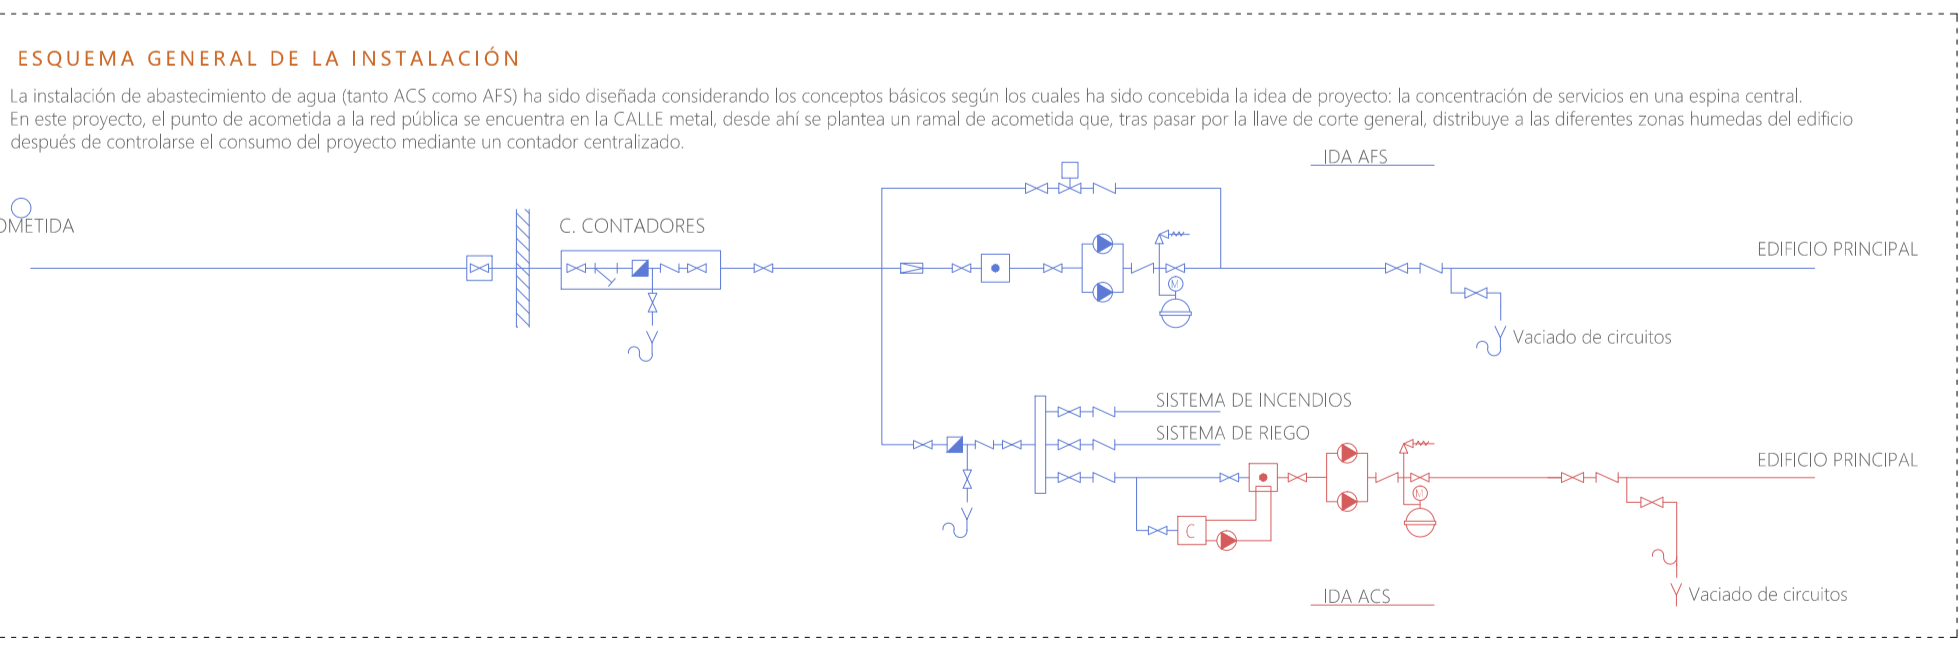 ESQUEMA GENERAL DE LA INSTALACIÓN
La instalación de abastecimiento de agua (tanto ACS como AFS) ha sido diseñada considerando los conceptos básicos según los cuales ha sido concebida la idea de proyecto: la concentración de servicios en una espina central.
En este proyecto, el punto de acometida a la red pública se encuentra en la CALLE metal, desde ahí se plantea un ramal de acometida que, tras pasar por la llave de corte general, distribuye a las diferentes zonas humedas del edificio
después de controlarse el consumo del proyecto mediante un contador centralizado.
IDA AFS
OMETIDA
C. CONTADORES
EDIFICIO PRINCIPAL
M
Vaciado de circuitos
SISTEMA DE INCENDIOS
SISTEMA DE RIEGO
EDIFICIO PRINCIPAL
M
C
IDA ACS
Vaciado de circuitos